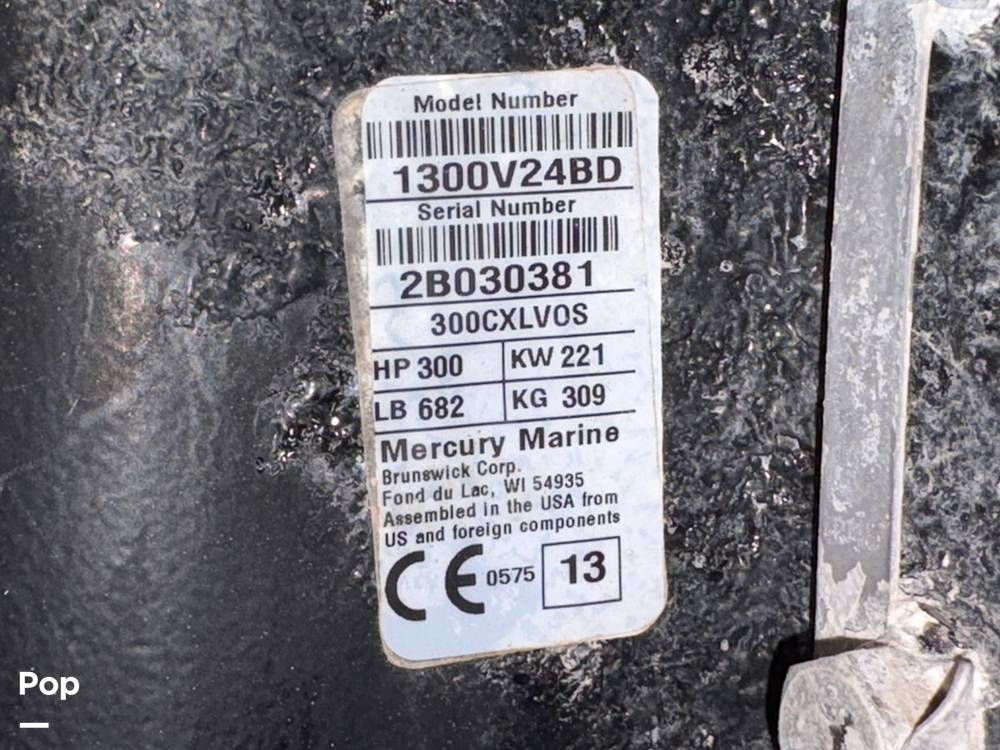 Model Number
1300V24BD
Serial Number
2B030381
300CXLVOS
HP 300 KW 221
LB 682 KG 309
Mercury Marine
Brunswick Corp.
Fond du Lac, WI 54935
Assembled in the USA from
US and foreign components
CE 0575 13
Pop